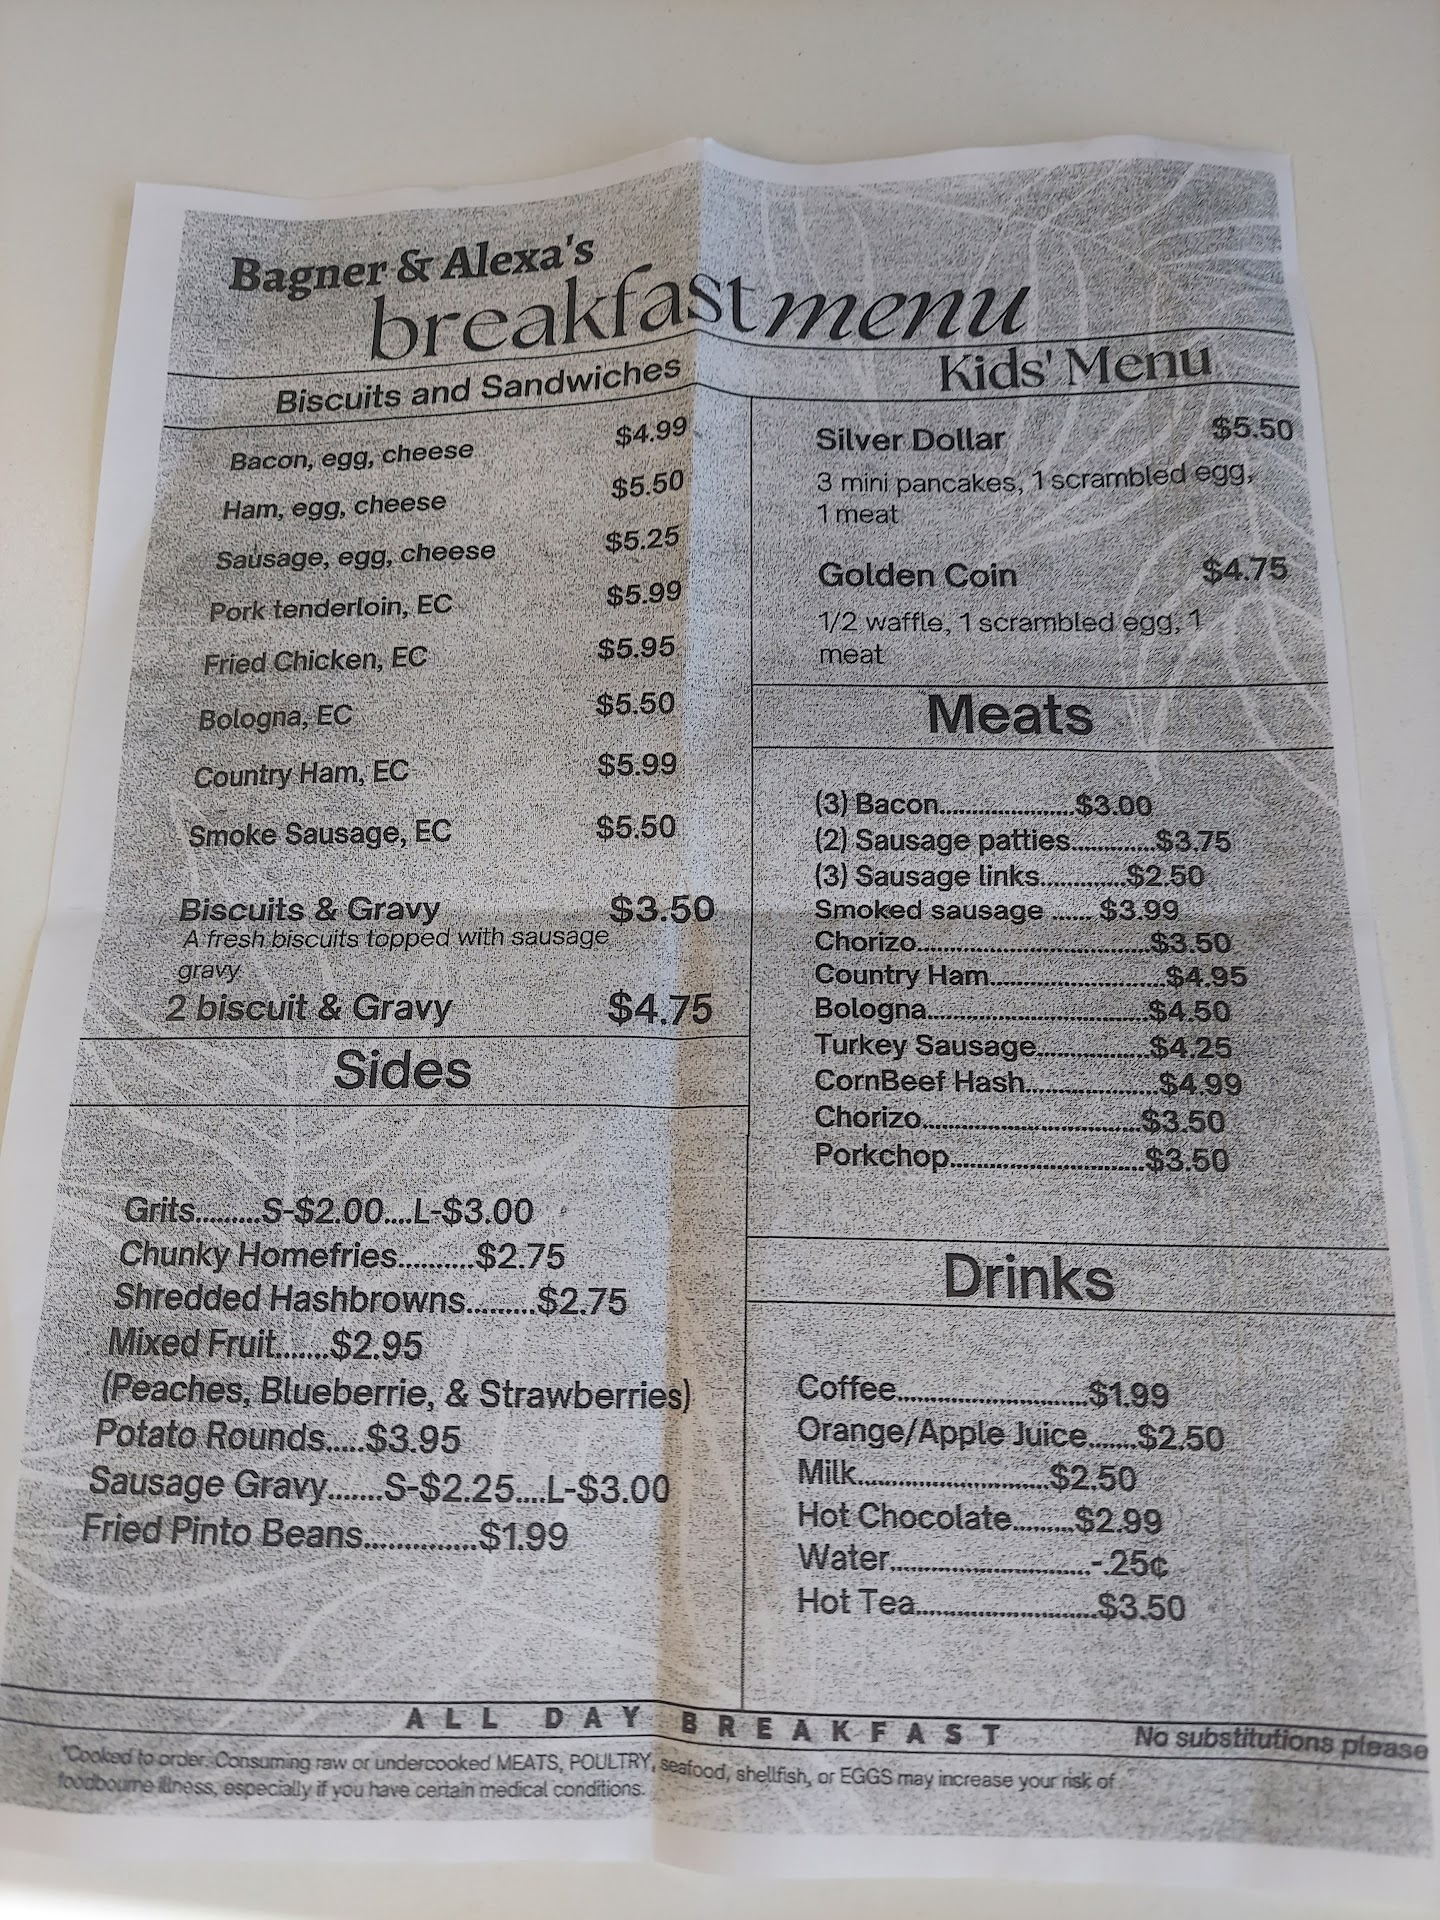 Bagner & Alexa's
breakfast menu
Biscuits and Sandwiches
Bacon, egg, cheese $4.99
Ham, egg, cheese $5.50
Sausage, egg, cheese $5.25
Pork tenderloin, EC $5.99
Fried Chicken, EC $5.95
Bologna, EC $5.50
Country Ham, EC $5.99
Smoke Sausage, EC $5.50
Biscuits & Gravy $3.50
A fresh biscuits topped with sausage
gravy
2 biscuit & Gravy $4.75
Sides
Grits.........S-$2.00....L-$3.00
Chunky Homefries..........$2.75
Shredded Hashbrowns.........$2.75
Mixed Fruit.......$2.95
(Peaches, Blueberrie, & Strawberries)
Potato Rounds.....$3.95
Sausage Gravy.......S-$2.25....L-$3.00
Fried Pinto Beans...............$1.99
Kids' Menu
Silver Dollar $5.50
3 mini pancakes, 1 scrambled egg,
1 meat
Golden Coin $4.75
1/2 waffle, 1 scrambled egg, 1
meat
Meats
(3) Bacon......................$3.00
(2) Sausage patties..............$3.75
(3) Sausage links..............$2.50
Smoked sausage ...... $3.99
Chorizo...................................$3.50
Country Ham..........................$4.95
Bologna.................................$4.50
Turkey Sausage.................$4.25
CornBeef Hash....................$4.99
Chorizo.................................$3.50
Porkchop.............................$3.50
Drinks
Coffee............................$1.99
Orange/Apple Juice.......$2.50
Milk............................$2.50
Hot Chocolate.........$2.99
Water.............................-.25¢
Hot Tea...........................$3.50
ALL DAY BREAKFAST
No substitutions please
*Cooked to order. Consuming raw or undercooked MEATS, POULTRY, seafood, shellfish, or EGGS may increase your risk of
foodbourne illness, especially if you have certain medical conditions.